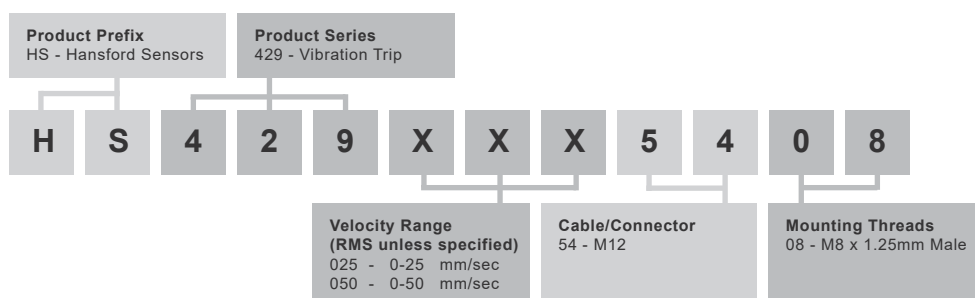 Product Prefix
HS - Hansford Sensors
Product Series
429 - Vibration Trip
H S 4 2 9 X X X 5 4 0 8
Velocity Range
(RMS unless specified)
025 - 0-25 mm/sec
050 - 0-50 mm/sec
Cable/Connector
54 - M12
Mounting Threads
08 - M8 x 1.25mm Male